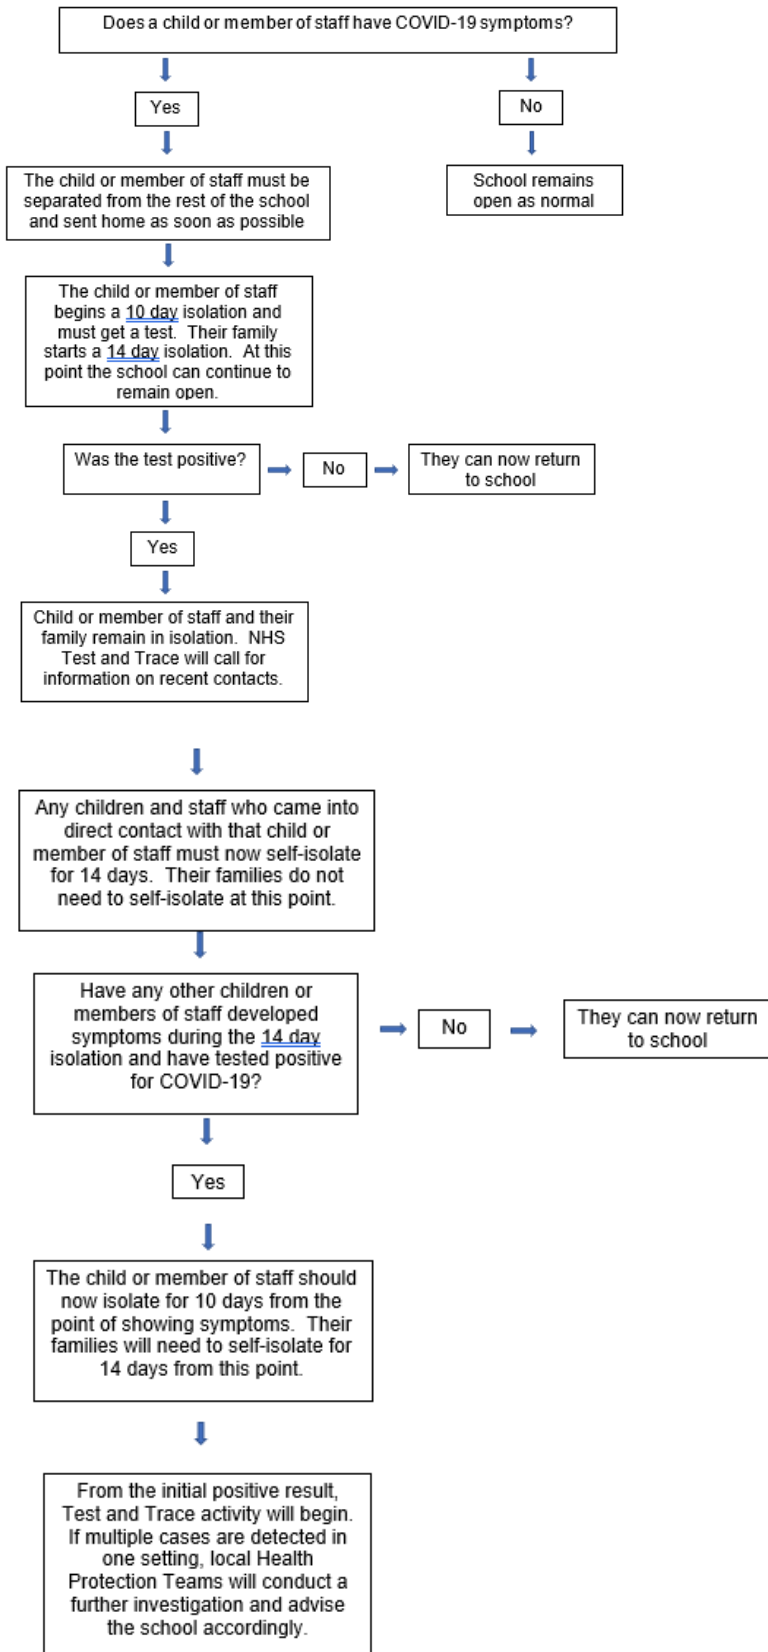 Does a child or member of staff have COVID-19 symptoms?
Yes
No
The child or member of staff must be
separated from the rest of the school
and sent home as soon as possible
School remains
open as normal
The child or member of staff
begins a 10 day isolation and
must get a test.  Their family
starts a 14 day isolation.  At this
point the school can continue to
remain open.
Was the test positive?
No
They can now return
to school
Yes
Child or member of staff and their
family remain in isolation.  NHS
Test and Trace will call for
information on recent contacts.
Any children and staff who came into
direct contact with that child or
member of staff must now self-isolate
for 14 days.  Their families do not
need to self-isolate at this point.
Have any other children or
members of staff developed
symptoms during the 14 day
isolation and have tested positive
for COVID-19?
No
They can now return
to school
Yes
The child or member of staff should
now isolate for 10 days from the
point of showing symptoms.  Their
families will need to self-isolate for
14 days from this point.
From the initial positive result,
Test and Trace activity will begin.
If multiple cases are detected in
one setting, local Health
Protection Teams will conduct a
further investigation and advise
the school accordingly.